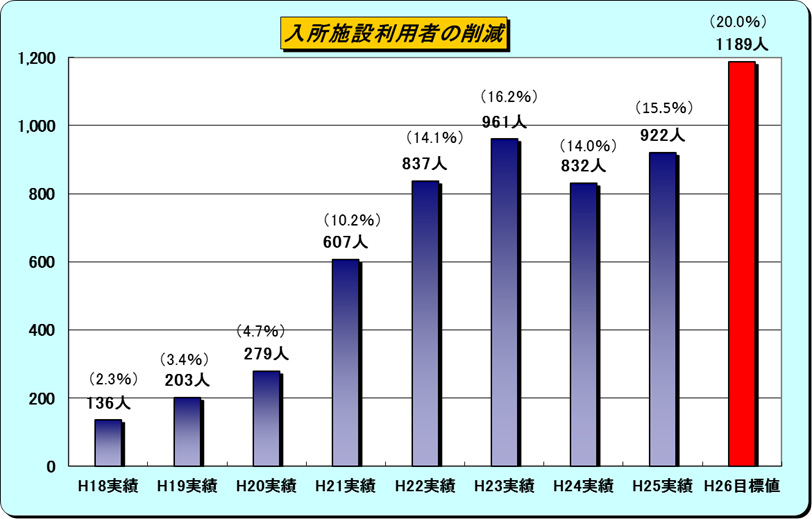 入所施設利用者の削減
1,200
1,000
800
600
400
200
0
（2.3%）
136人
（3.4%）
203人
（4.7%）
279人
（10.2%）
607人
（14.1%）
837人
（16.2%）
961人
（14.0%）
832人
（15.5%）
922人
（20.0%）
1189人
H18実績 H19実績 H20実績 H21実績 H22実績 H23実績 H24実績 H25実績 H26目標値